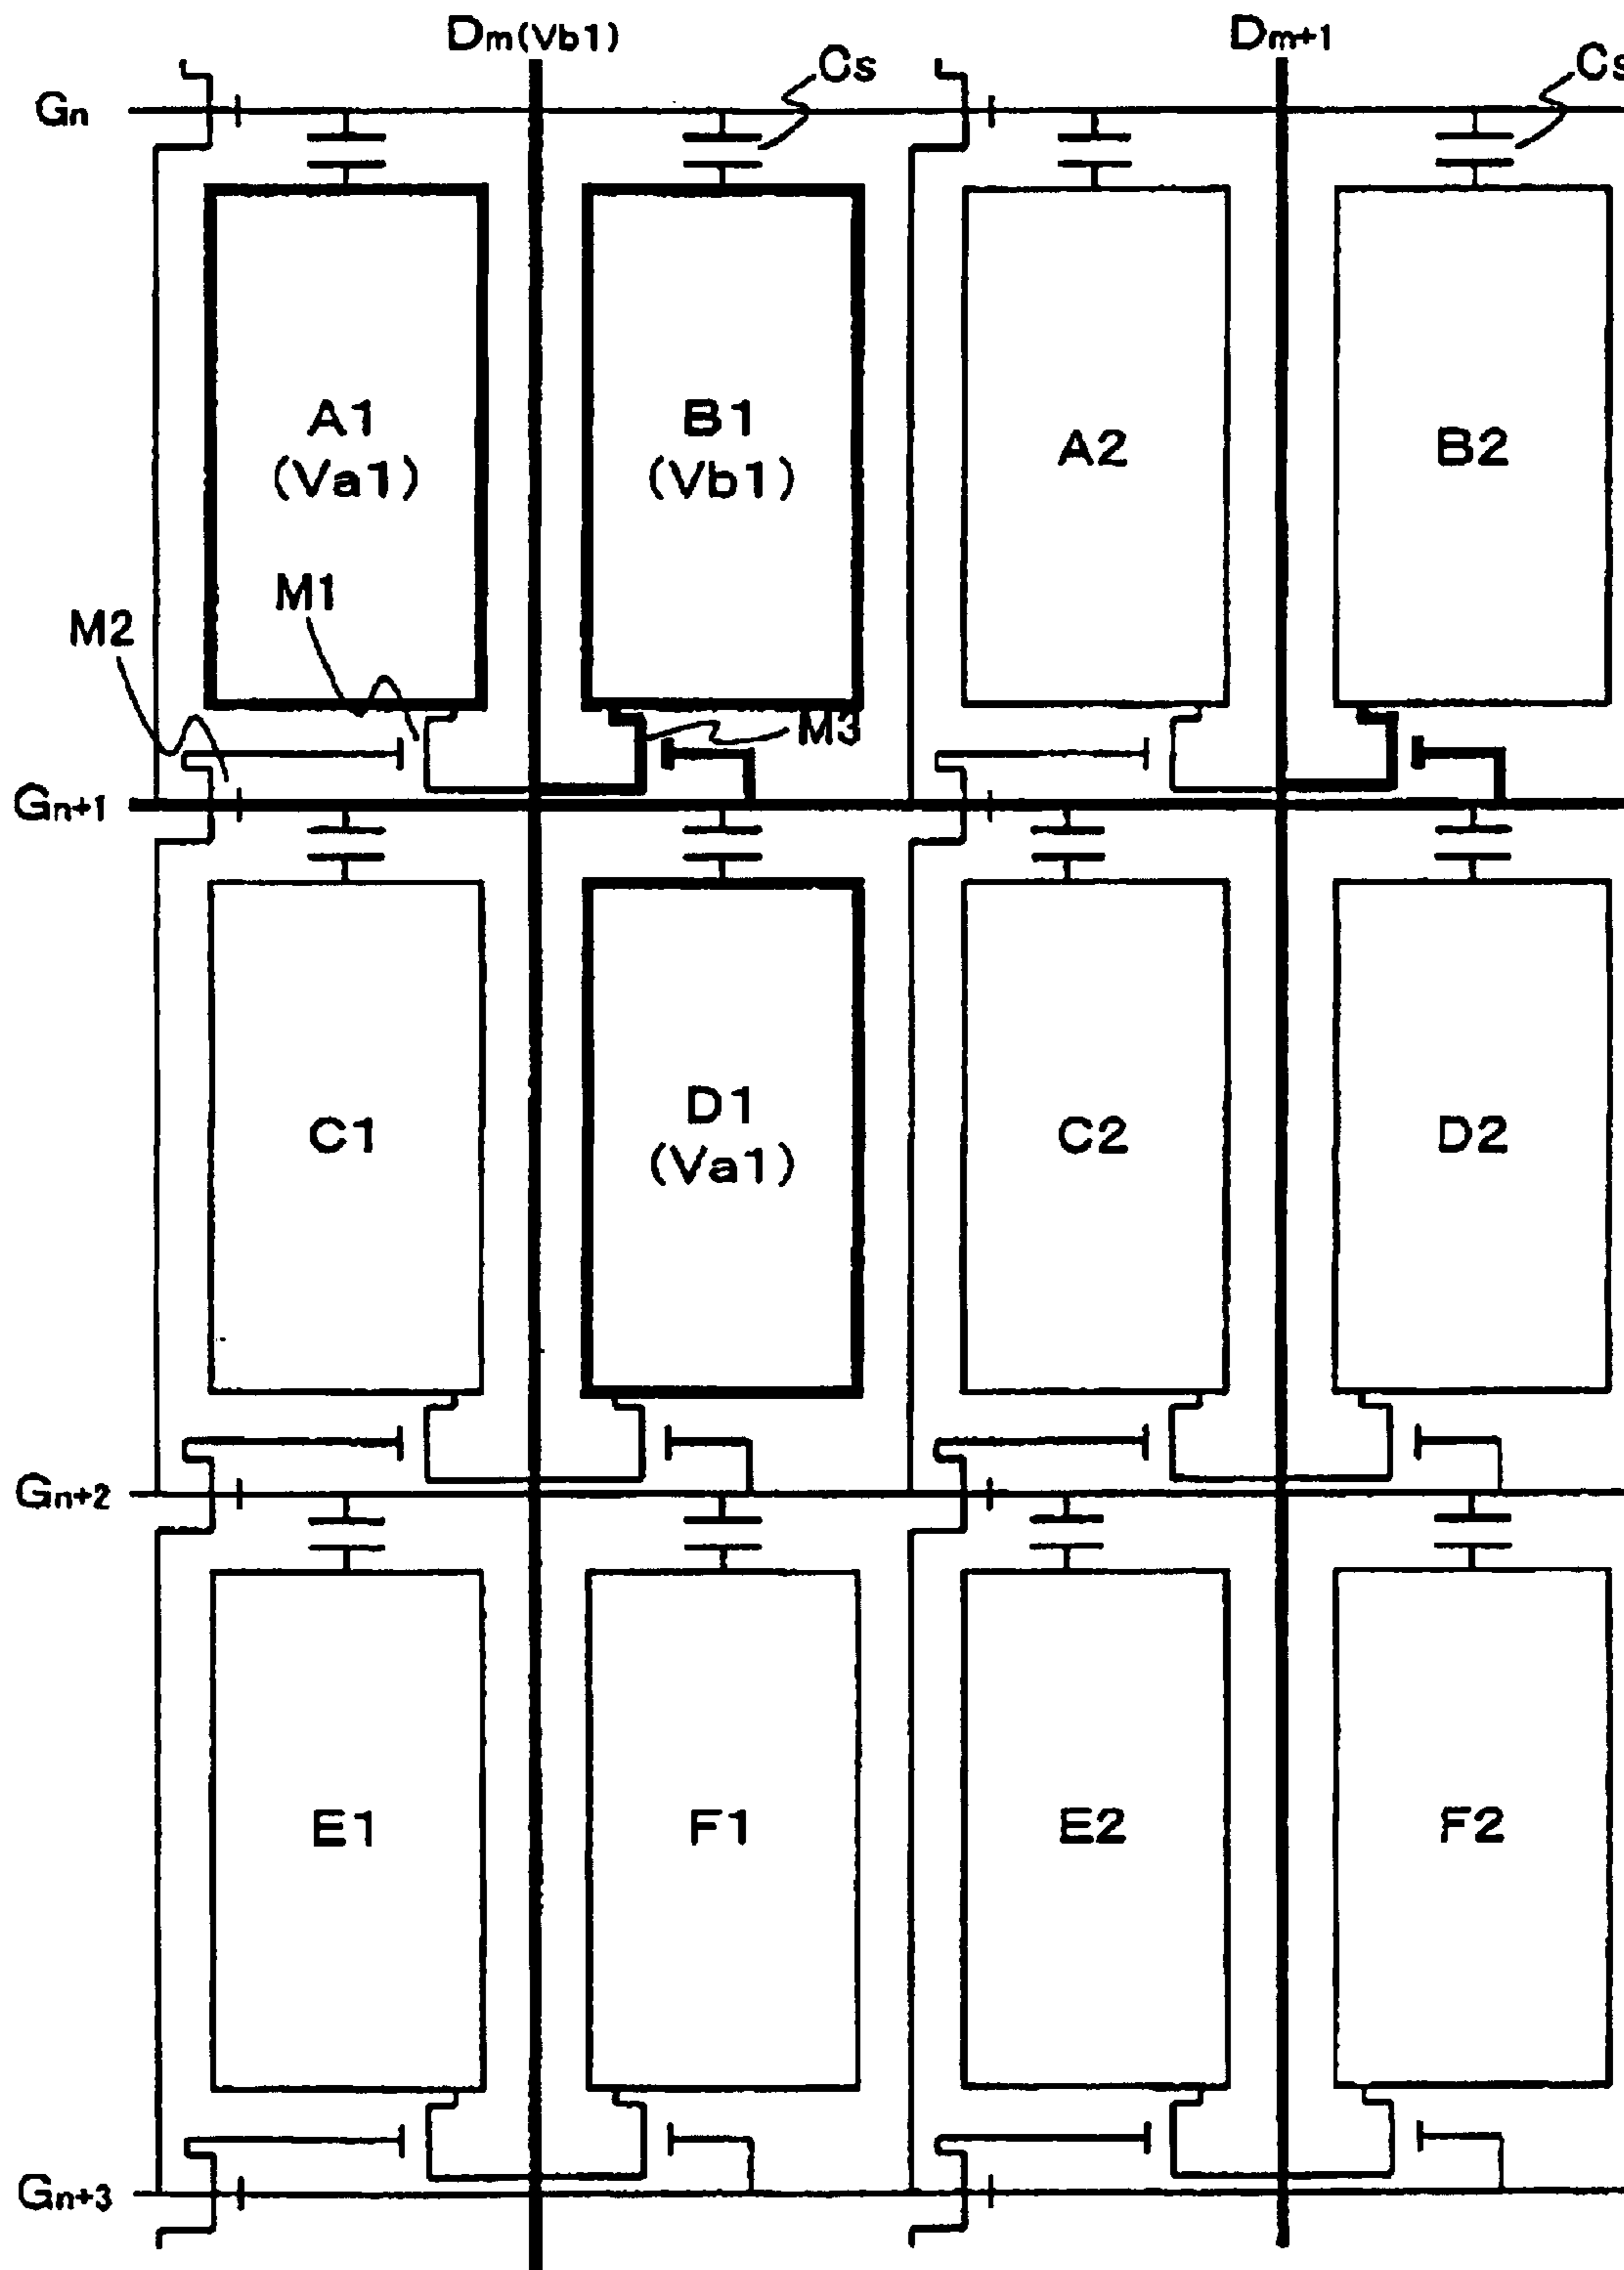 Dm(Vb1)
Dm+1
Cs
Cs
Gn
A1
(Va1)
B1
(Vb1)
A2
B2
M1
M2
M3
Gn+1
C1
D1
(Va1)
C2
D2
Gn+2
E1
F1
E2
F2
Gn+3